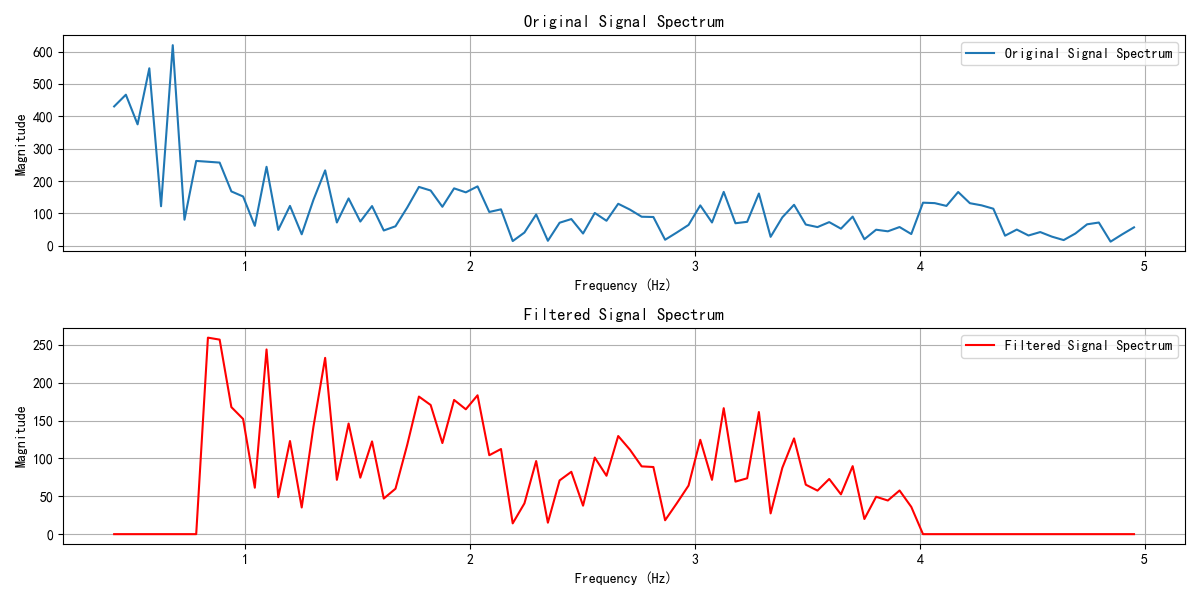 Original Signal Spectrum
Original Signal Spectrum
600
500
400
300
200
100
0
Magnitude
1 2 3 4 5
Frequency (Hz)
Filtered Signal Spectrum
Filtered Signal Spectrum
250
200
150
100
50
0
Magnitude
1 2 3 4 5
Frequency (Hz)